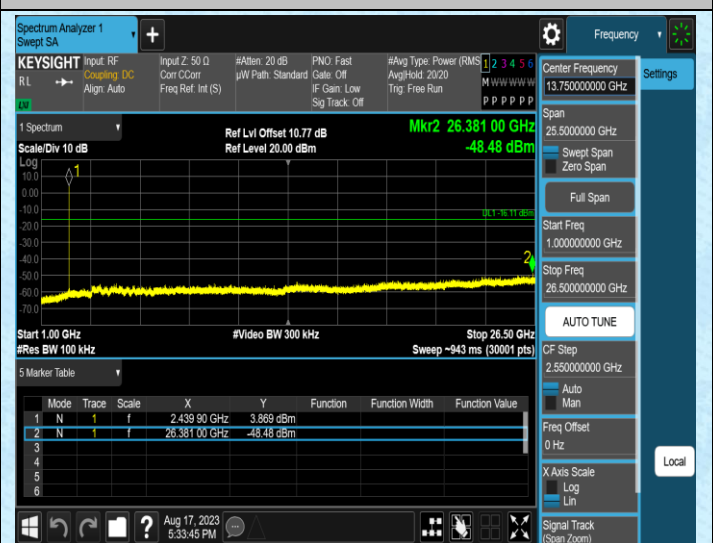 Spectrum Analyzer 1
Swept SA
+
Frequency
KEYSIGHT
RL
LXI
Input: RF
Coupling: DC
Align: Auto
Input Z: 50 Ω
Corr CCorr
Freq Ref: Int (S)
#Atten: 20 dB
µW Path: Standard
PNO: Fast
Gate: Off
IF Gain: Low
Sig Track: Off
#Avg Type: Power (RMS
Avg|Hold: 20/20
Trig: Free Run
1 2 3 4 5 6
M W W W W W
P P P P P P
1 Spectrum
Scale/Div 10 dB
Ref Lvl Offset 10.77 dB
Ref Level 20.00 dBm
Mkr2 26.381 00 GHz
-48.48 dBm
Log
10.0
0.00
-10.0
-20.0
-30.0
-40.0
-50.0
-60.0
-70.0
1
DL1 -16.11 dBm
2
Start 1.00 GHz
#Res BW 100 kHz
#Video BW 300 kHz
Stop 26.50 GHz
Sweep ~943 ms (30001 pts)
5 Marker Table
Mode Trace Scale X Y Function Function Width Function Value
1 N 1 f 2.439 90 GHz 3.869 dBm
2 N 1 f 26.381 00 GHz -48.48 dBm
3
4
5
6
?
Aug 17, 2023
5:33:45 PM
Center Frequency
13.750000000 GHz
Settings
Span
25.5000000 GHz
Swept Span
Zero Span
Full Span
Start Freq
1.000000000 GHz
Stop Freq
26.500000000 GHz
AUTO TUNE
CF Step
2.550000000 GHz
Auto
Man
Freq Offset
0 Hz
Local
X Axis Scale
Log
Lin
Signal Track
(Span Zoom)